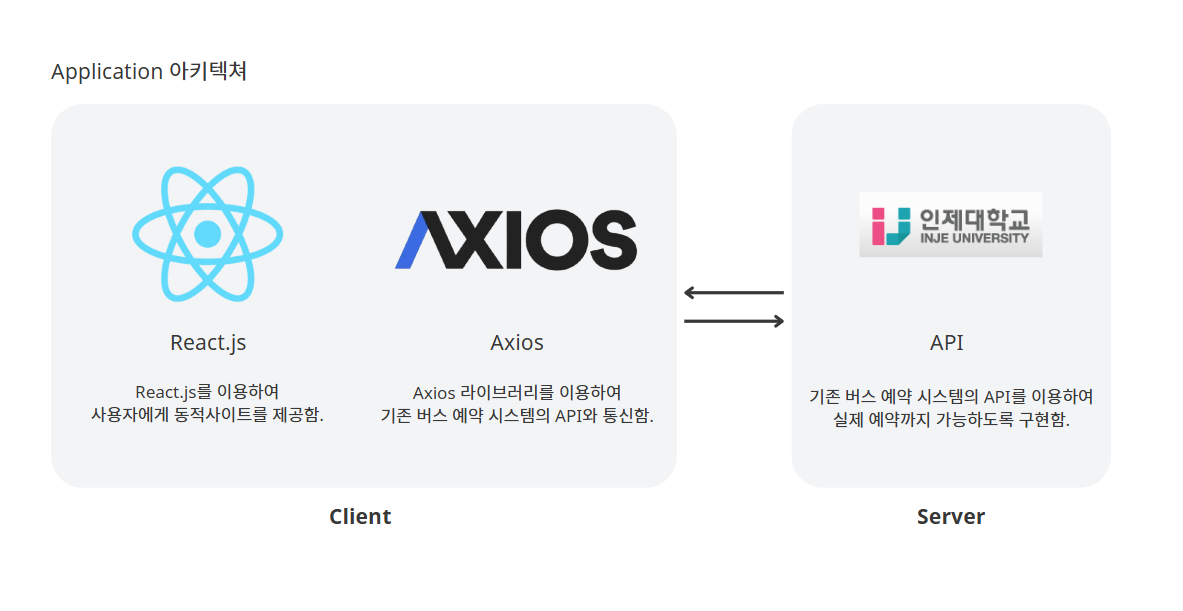 Application 아키텍쳐
AXIOS
인제대학교
INJE UNIVERSITY
React.js
Axios
API
React.js를 이용하여
사용자에게 동적사이트를 제공함.
Axios 라이브러리를 이용하여
기존 버스 예약 시스템의 API와 통신함.
기존 버스 예약 시스템의 API를 이용하여
실제 예약까지 가능하도록 구현함.
Client
Server